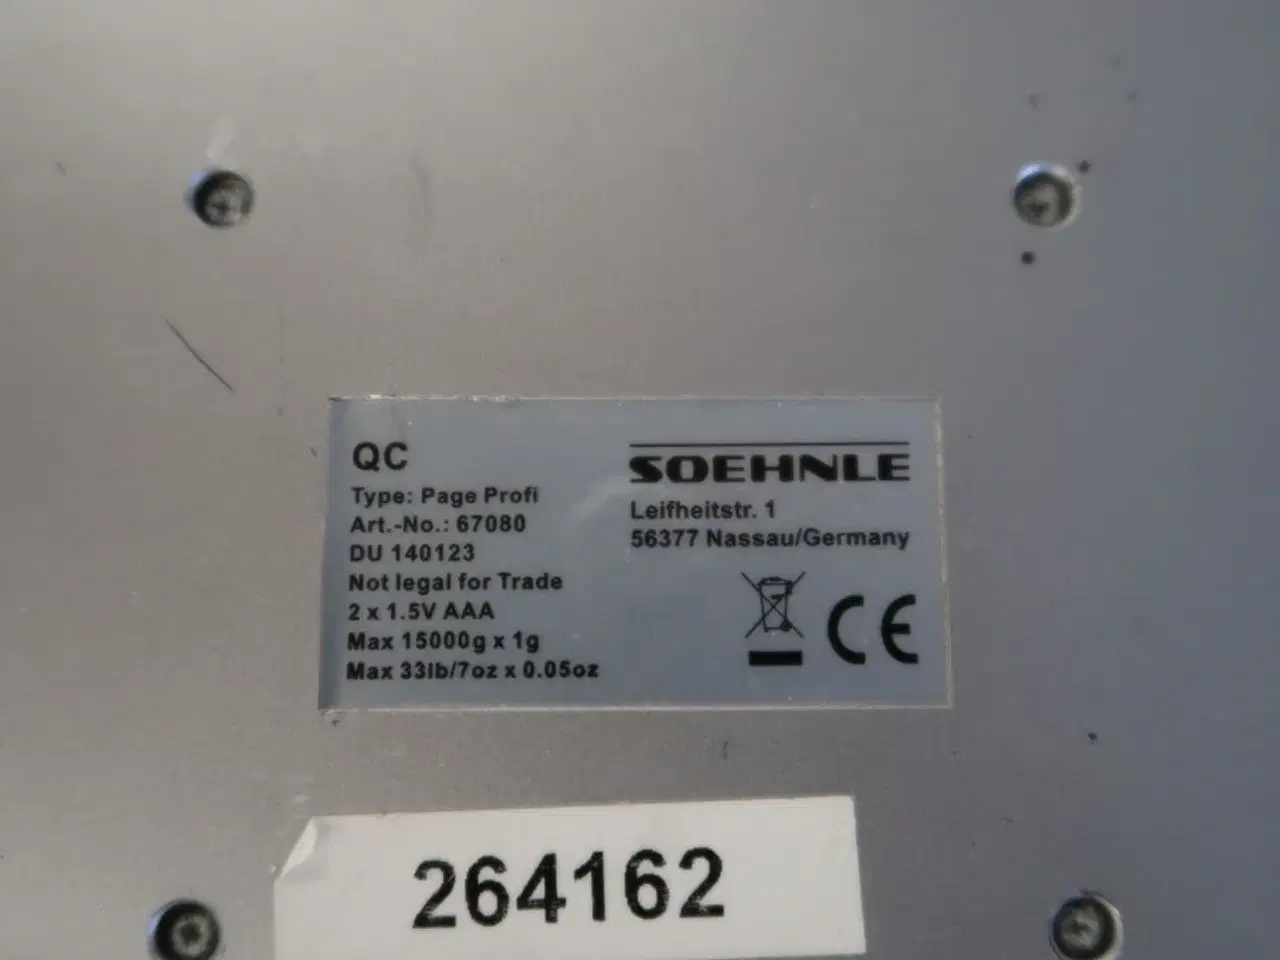 QC
Type: Page Profi
Art.-No.: 67080
DU 140123
Not legal for Trade
2 x 1.5V AAA
Max 15000g x 1g
Max 33lb/7oz x 0.05oz
SOEHNLE
Leifheitstr. 1
56377 Nassau/Germany
CE
264162